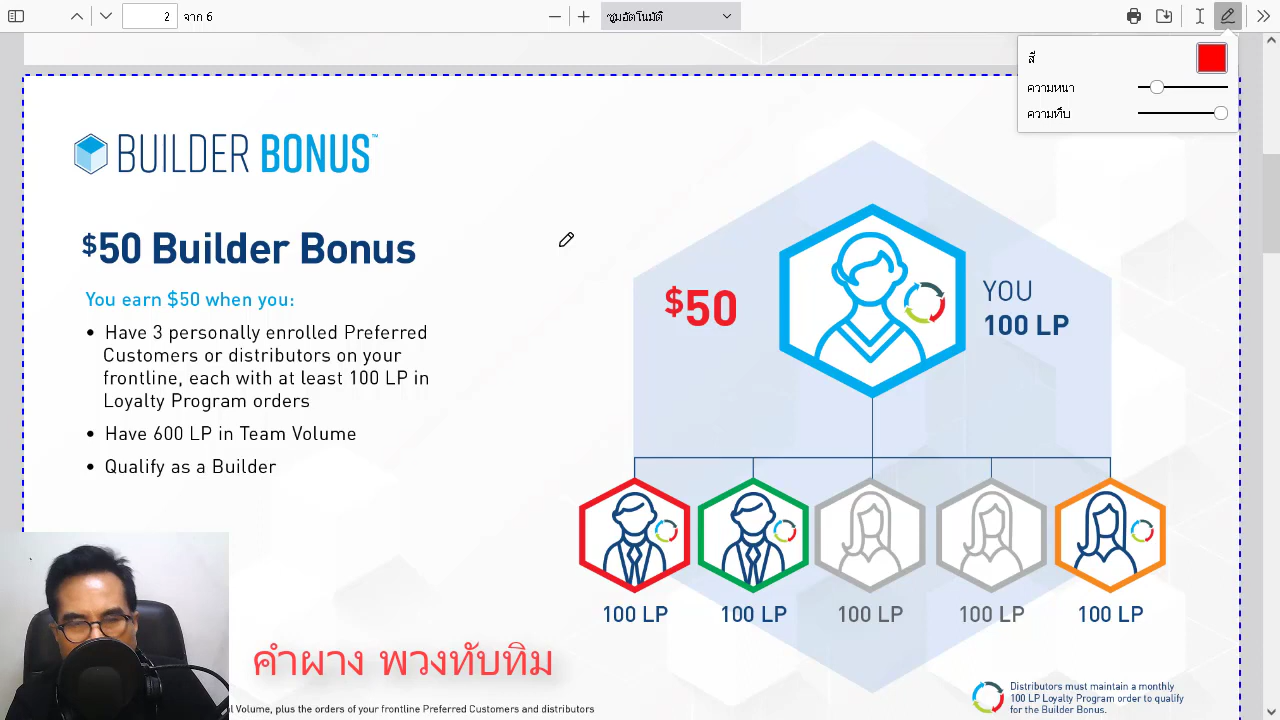 2 จาก 6
ซูมอัตโนมัติ
สี
ความหนา
ความทึบ
BUILDER BONUS™
$50 Builder Bonus
You earn $50 when you:
• Have 3 personally enrolled Preferred
Customers or distributors on your
frontline, each with at least 100 LP in
Loyalty Program orders
• Have 600 LP in Team Volume
• Qualify as a Builder
$50
YOU
100 LP
100 LP 100 LP 100 LP 100 LP 100 LP
คำผาง พวงทับทิม
Distributors must maintain a monthly
100 LP Loyalty Program order to qualify
for the Builder Bonus.
Volume, plus the orders of your frontline Preferred Customers and distributors